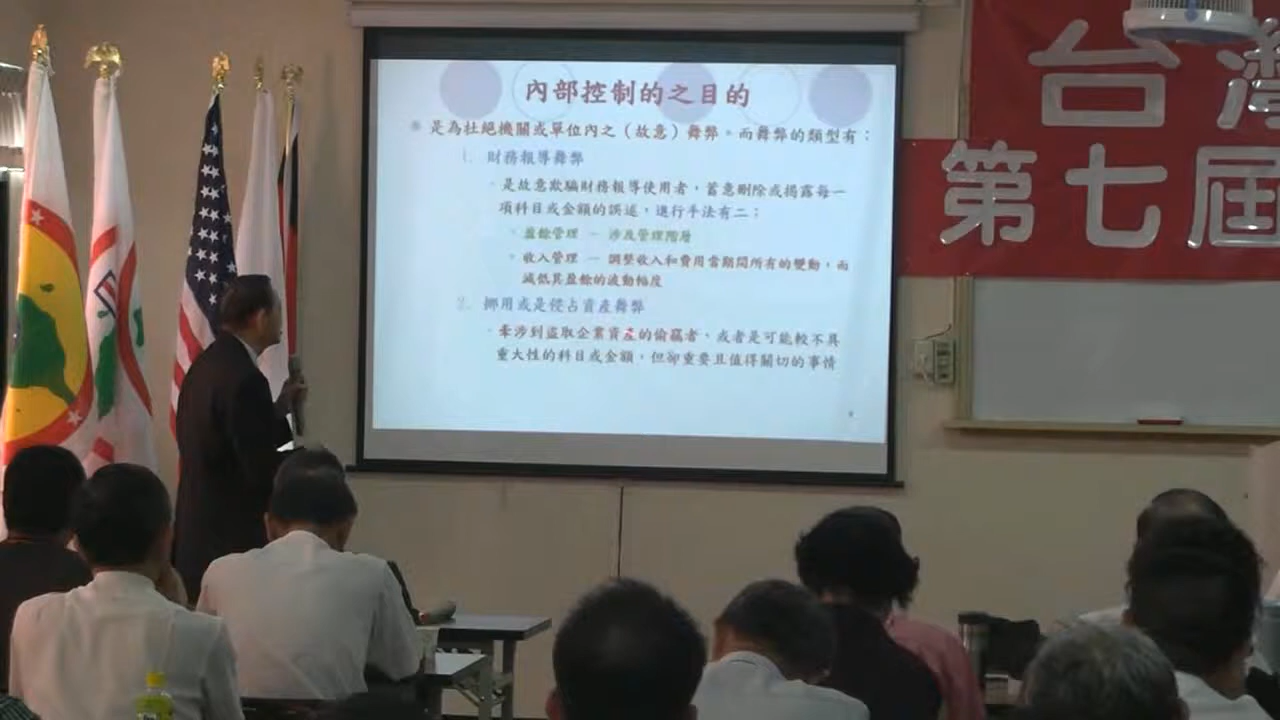 內部控制的之目的
是為杜絕機關或單位內之（故意）舞弊。而舞弊的類型有：
1. 財務報導舞弊
是故意欺騙財務報導使用者，蓄意刪除或揭露每一
項科目或金額的誤述，進行手法有二：
盈餘管理 － 涉及管理階層
收入管理 － 調整收入和費用當期間所有的變動，而
減低其盈餘的波動幅度
2. 挪用或是侵占資產舞弊
牽涉到盜取企業資產的偷竊者、或者是可能較不具
重大性的科目或金額，但卻重要且值得關切的事情
台灣
第七屆